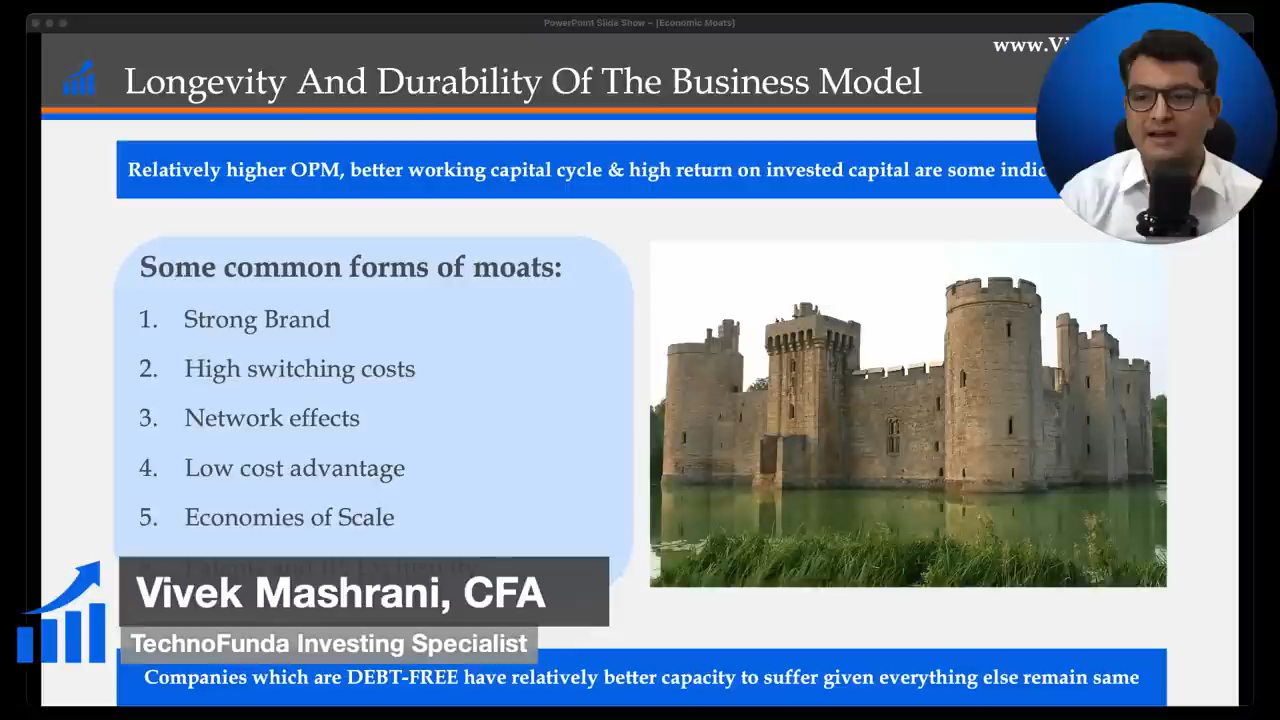 PowerPoint Slide Show – [Economic Moats]
www.Vi
Longevity And Durability Of The Business Model
Relatively higher OPM, better working capital cycle & high return on invested capital are some indic
Some common forms of moats:
1. Strong Brand
2. High switching costs
3. Network effects
4. Low cost advantage
5. Economies of Scale
Vivek Mashrani, CFA
TechnoFunda Investing Specialist
Companies which are DEBT-FREE have relatively better capacity to suffer given everything else remain same